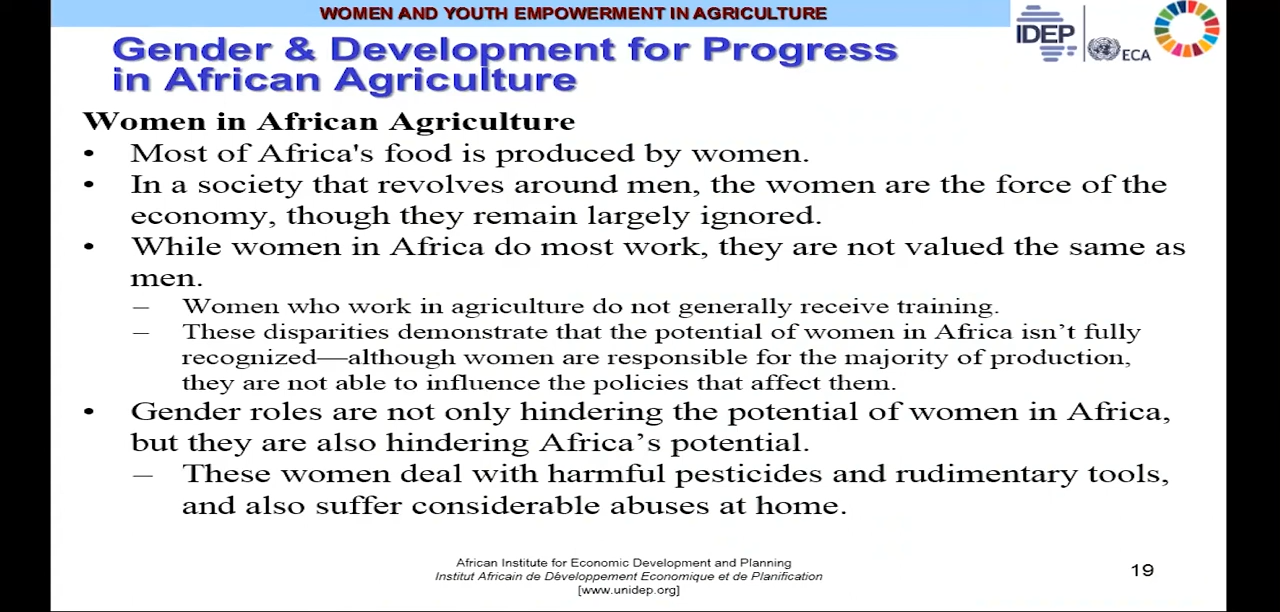 WOMEN AND YOUTH EMPOWERMENT IN AGRICULTURE
IDEP
ECA
Gender & Development for Progress
in African Agriculture
Women in African Agriculture
• Most of Africa's food is produced by women.
• In a society that revolves around men, the women are the force of the
economy, though they remain largely ignored.
• While women in Africa do most work, they are not valued the same as
men.
– Women who work in agriculture do not generally receive training.
– These disparities demonstrate that the potential of women in Africa isn’t fully
recognized—although women are responsible for the majority of production,
they are not able to influence the policies that affect them.
• Gender roles are not only hindering the potential of women in Africa,
but they are also hindering Africa’s potential.
– These women deal with harmful pesticides and rudimentary tools,
and also suffer considerable abuses at home.
African Institute for Economic Development and Planning
Institut Africain de Développement Economique et de Planification
[www.unidep.org]
19